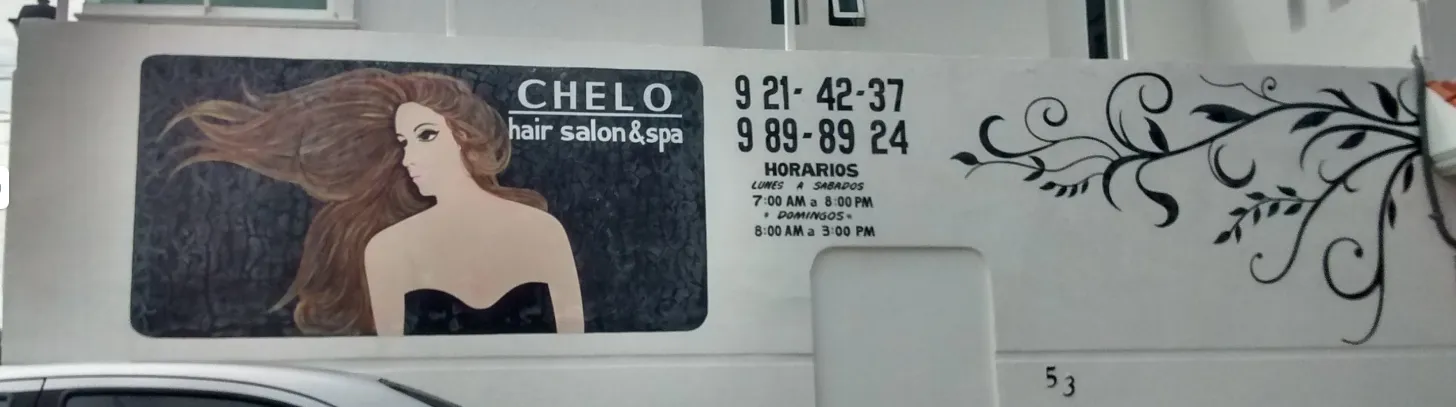 CHELO
hair salon&spa
9 21- 42-37
9 89-89 24
HORARIOS
LUNES A SABADOS
7:00 AM a 8:00 PM
• DOMINGOS •
8:00 AM a 3:00 PM
53